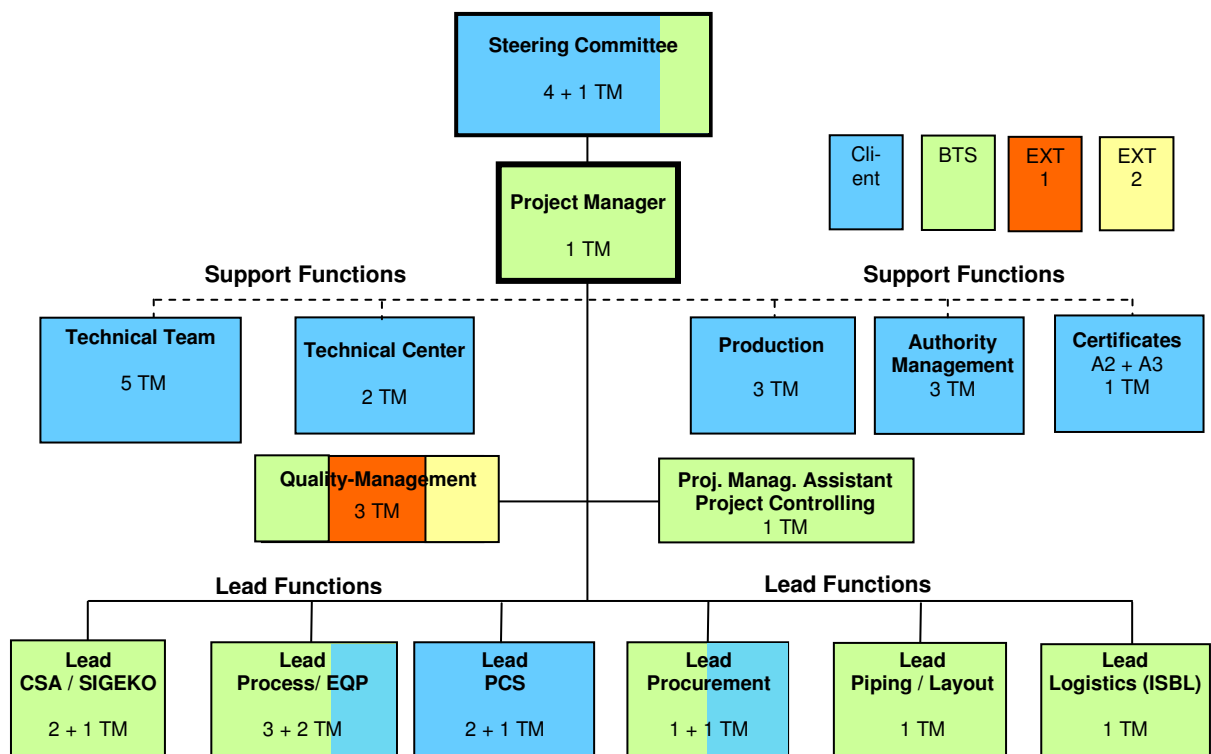 Steering Committee
4 + 1 TM
Cli-
ent
BTS
EXT
1
EXT
2
Project Manager
1 TM
Support Functions
Support Functions
Technical Team
5 TM
Technical Center
2 TM
Production
3 TM
Authority
Management
3 TM
Certificates
A2 + A3
1 TM
Quality-Management
3 TM
Proj. Manag. Assistant
Project Controlling
1 TM
Lead Functions
Lead Functions
Lead
CSA / SIGEKO
2 + 1 TM
Lead
Process/ EQP
3 + 2 TM
Lead
PCS
2 + 1 TM
Lead
Procurement
1 + 1 TM
Lead
Piping / Layout
1 TM
Lead
Logistics (ISBL)
1 TM